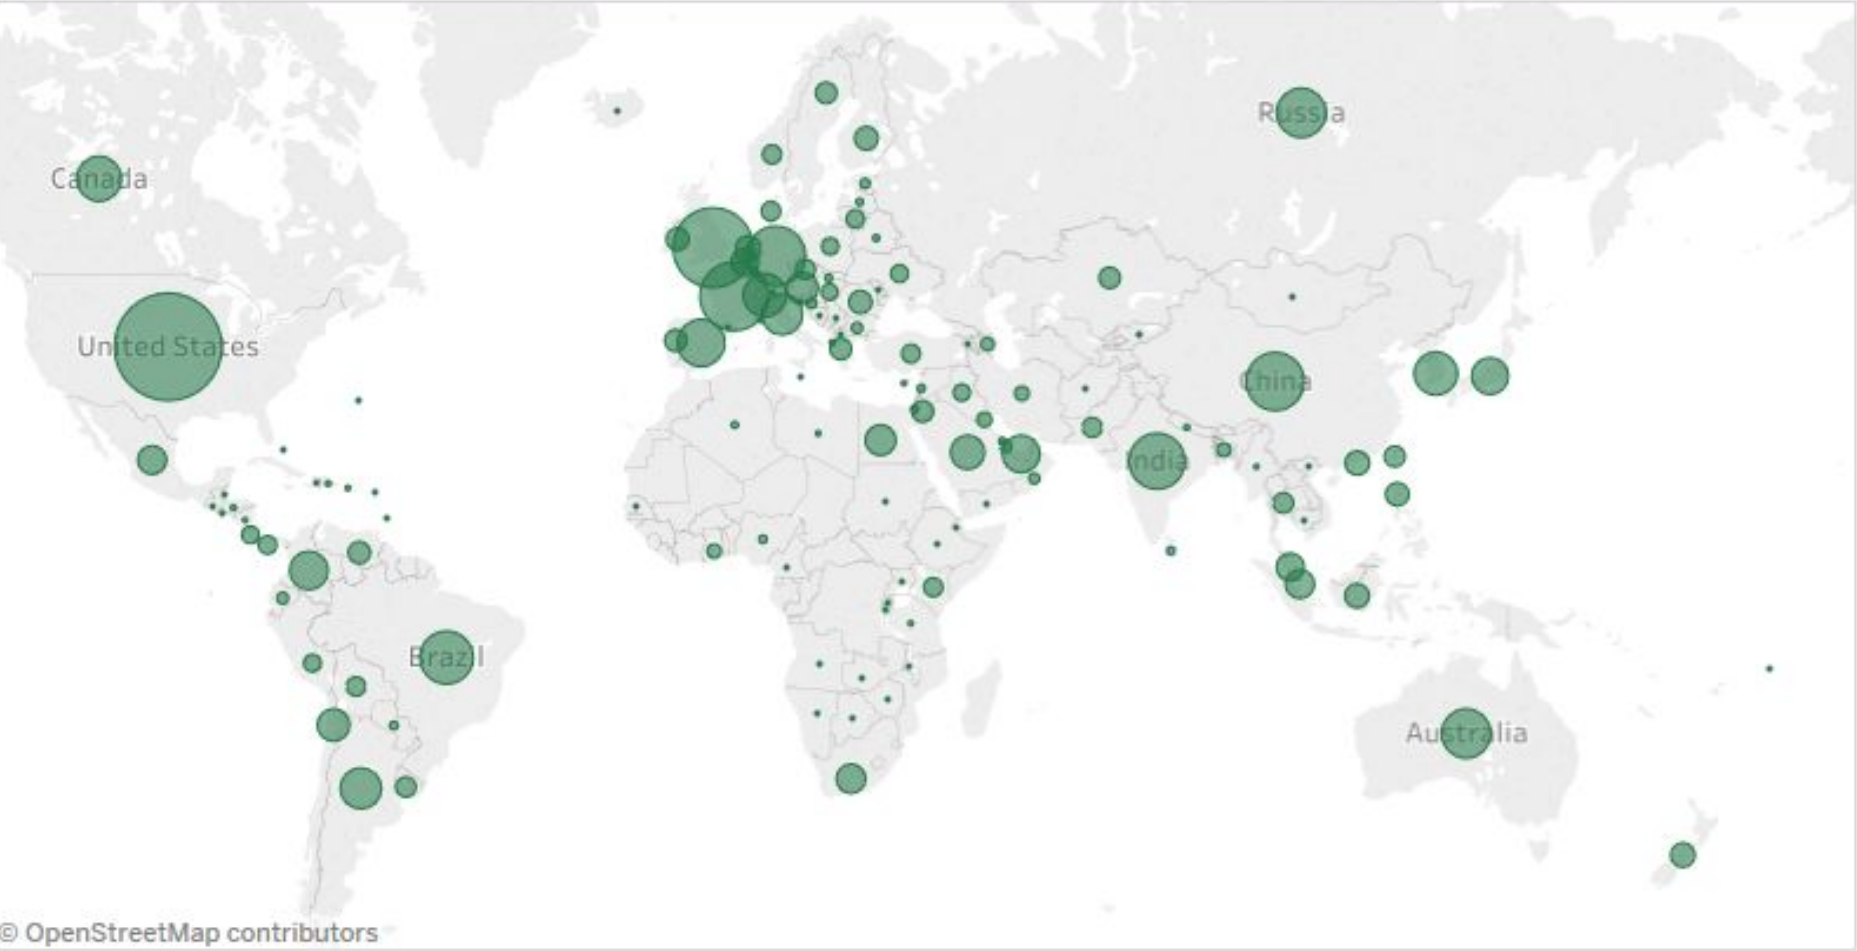 Russia
Canada
United States
China
India
Brazil
Australia
© OpenStreetMap contributors